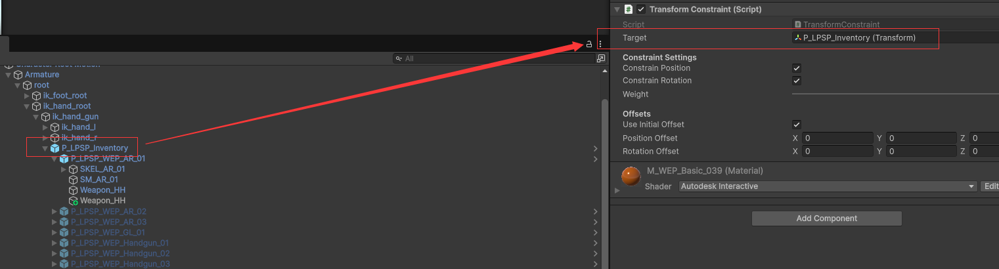 All
Character Root Motion
Armature
root
ik_foot_root
ik_hand_root
ik_hand_gun
ik_hand_l
ik_hand_r
P_LPSP_Inventory
P_LPSP_WEP_AR_01
SKEL_AR_01
SM_AR_01
Weapon_HH
Weapon_HH
P_LPSP_WEP_AR_02
P_LPSP_WEP_AR_03
P_LPSP_WEP_GL_01
P_LPSP_WEP_Handgun_01
P_LPSP_WEP_Handgun_02
P_LPSP_WEP_Handgun_03
# Transform Constraint (Script)
Script # TransformConstraint
Target P_LPSP_Inventory (Transform)
Constraint Settings
Constrain Position
Constrain Rotation
Weight
Offsets
Use Initial Offset
Position Offset X 0 Y 0 Z 0
Rotation Offset X 0 Y 0 Z 0
M_WEP_Basic_039 (Material)
Shader Autodesk Interactive Edit
Add Component